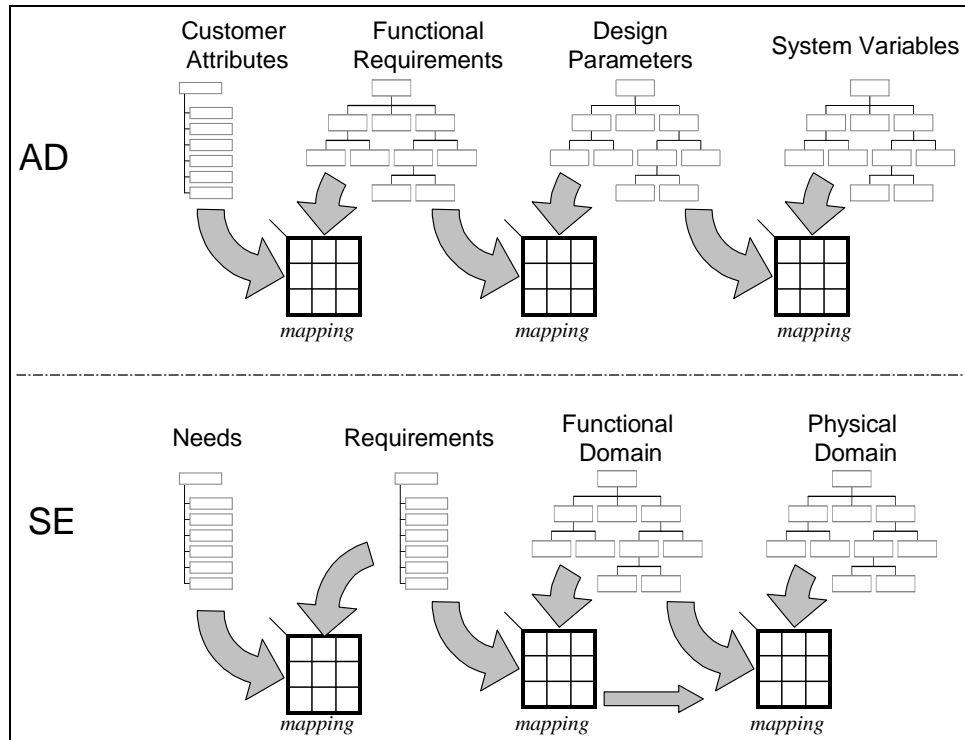 Customer
Attributes
Functional
Requirements
Design
Parameters
System Variables
AD
mapping
mapping
mapping
Needs
Requirements
Functional
Domain
Physical
Domain
SE
mapping
mapping
mapping